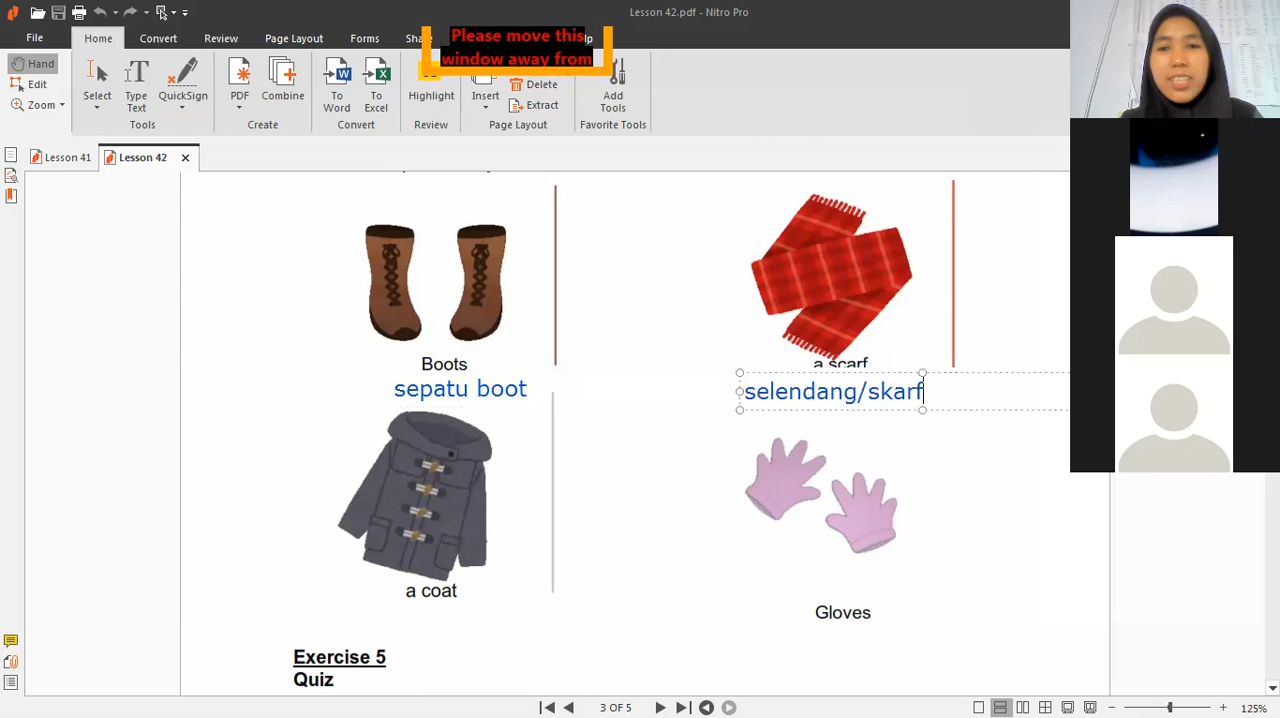 Lesson 42.pdf - Nitro Pro
File
Home
Convert
Review
Page Layout
Forms
Please move this
window away from
Hand
Edit
Zoom
Select
Type
Text
QuickSign
Tools
PDF
Combine
Create
To
Word
To
Excel
Convert
Highlight
Review
Insert
Delete
Extract
Page Layout
Add
Tools
Favorite Tools
Lesson 41
Lesson 42
Boots
sepatu boot
a scarf
selendang/skarf
a coat
Gloves
Exercise 5
Quiz
3 OF 5
125%